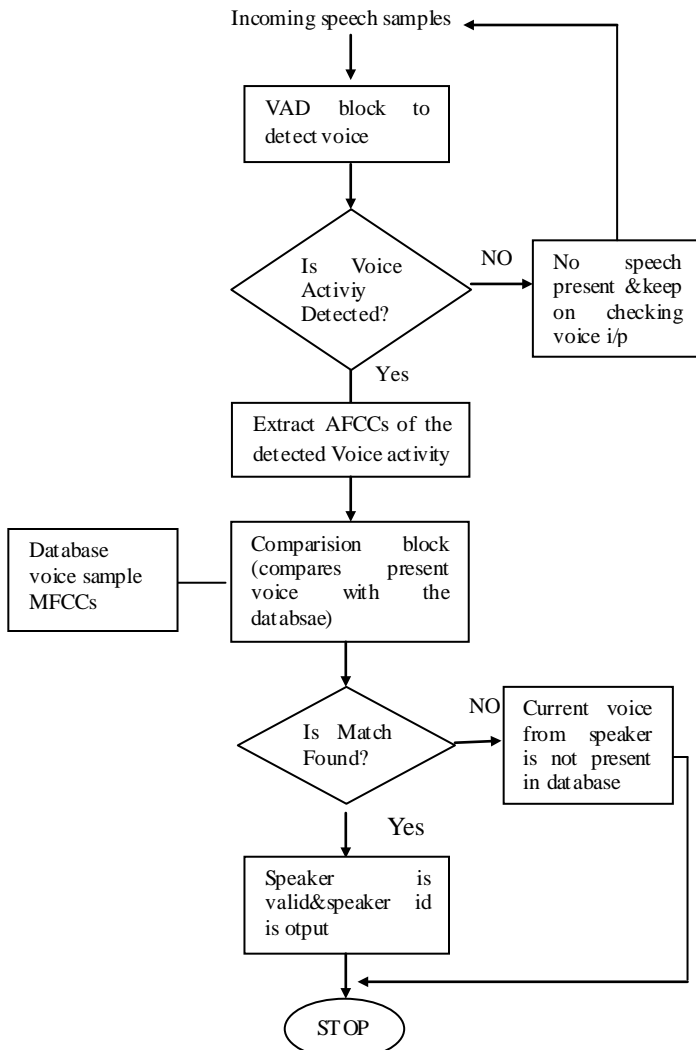 Incoming speech samples
VAD block to
detect voice
Is Voice
Activiy
Detected?
NO
No speech
present &keep
on checking
voice i/p
Yes
Extract AFCCs of the
detected Voice activity
Database
voice sample
MFCCs
Comparision block
(compares present
voice with the
databsae)
Is Match
Found?
NO
Current voice
from speaker
is not present
in database
Yes
Speaker is
valid&speaker id
is otput
STOP